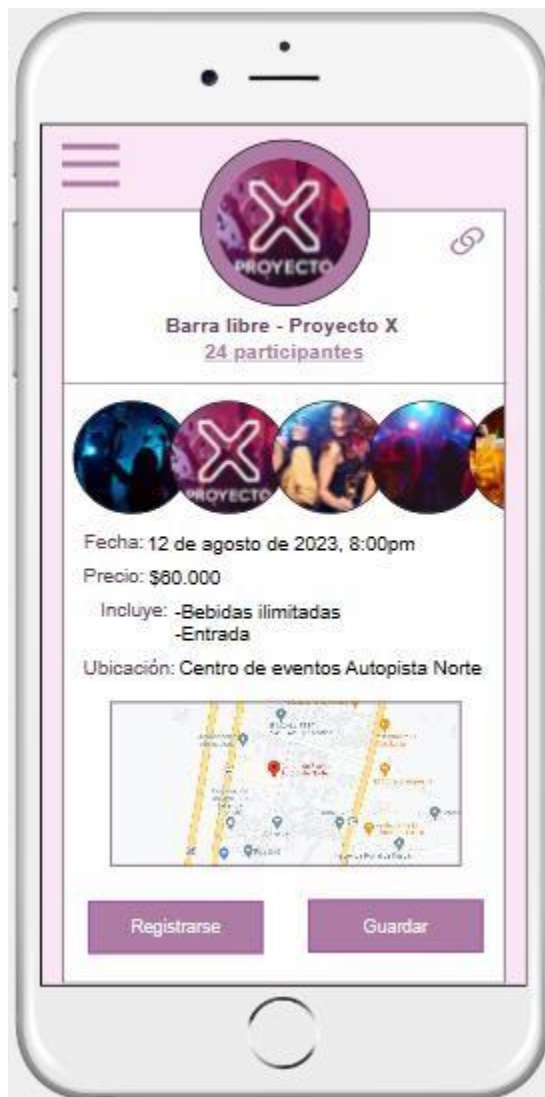 X
PROYECTO
Barra libre - Proyecto X
24 participantes
X
PROYECTO
Fecha: 12 de agosto de 2023, 8:00pm
Precio: $60.000
Incluye: -Bebidas ilimitadas
-Entrada
Ubicación: Centro de eventos Autopista Norte
Registrarse
Guardar